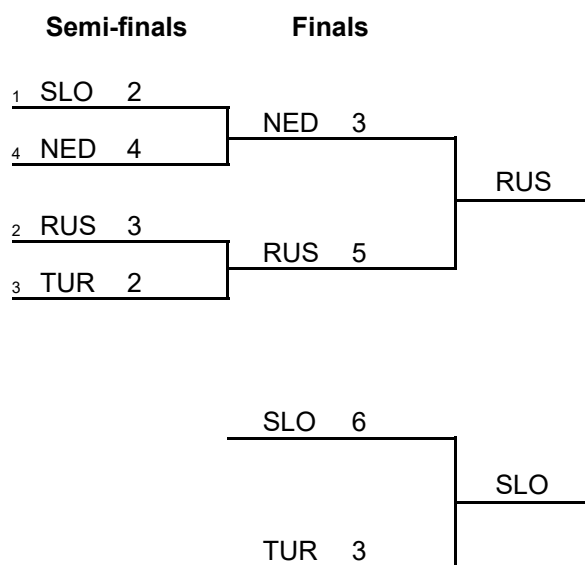 Semi-finals Finals
1 SLO 2
NED 3
4 NED 4
RUS
2 RUS 3
RUS 5
3 TUR 2
SLO 6
SLO
TUR 3